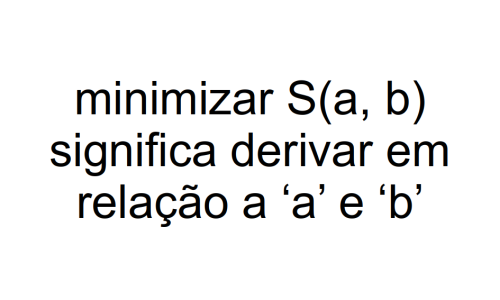 minimizar S(a, b)
significa derivar em
relação a ‘a’ e ‘b’